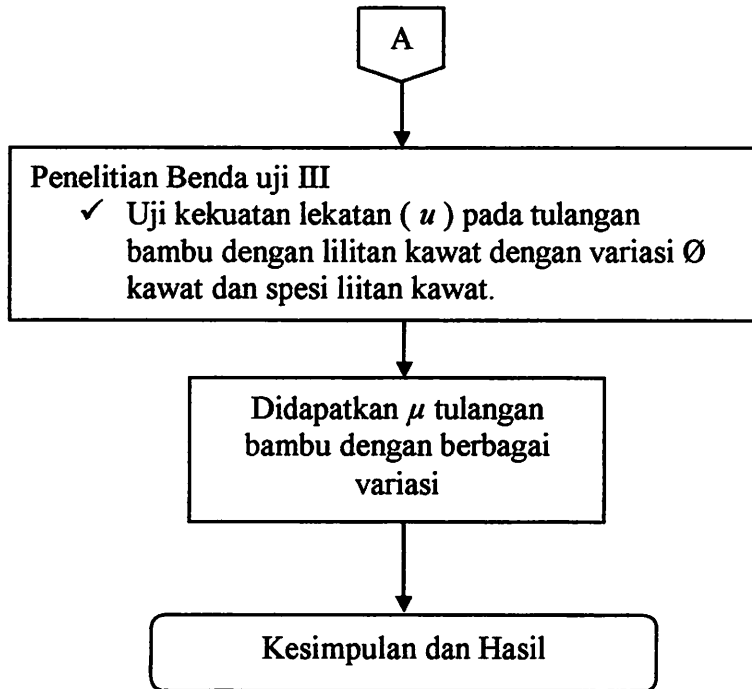 A
Penelitian Benda uji III
✓ Uji kekuatan lekatan ( u ) pada tulangan
bambu dengan lilitan kawat dengan variasi Ø
kawat dan spesi liitan kawat.
Didapatkan μ tulangan
bambu dengan berbagai
variasi
Kesimpulan dan Hasil